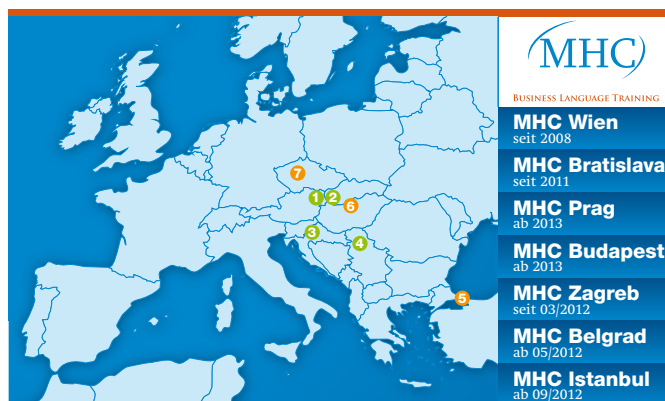 MHC
BUSINESS LANGUAGE TRAINING
MHC Wien
seit 2008
MHC Bratislava
seit 2011
MHC Prag
ab 2013
MHC Budapest
ab 2013
MHC Zagreb
seit 03/2012
MHC Belgrad
ab 05/2012
MHC Istanbul
ab 09/2012
7
1 2
6
3
4
5